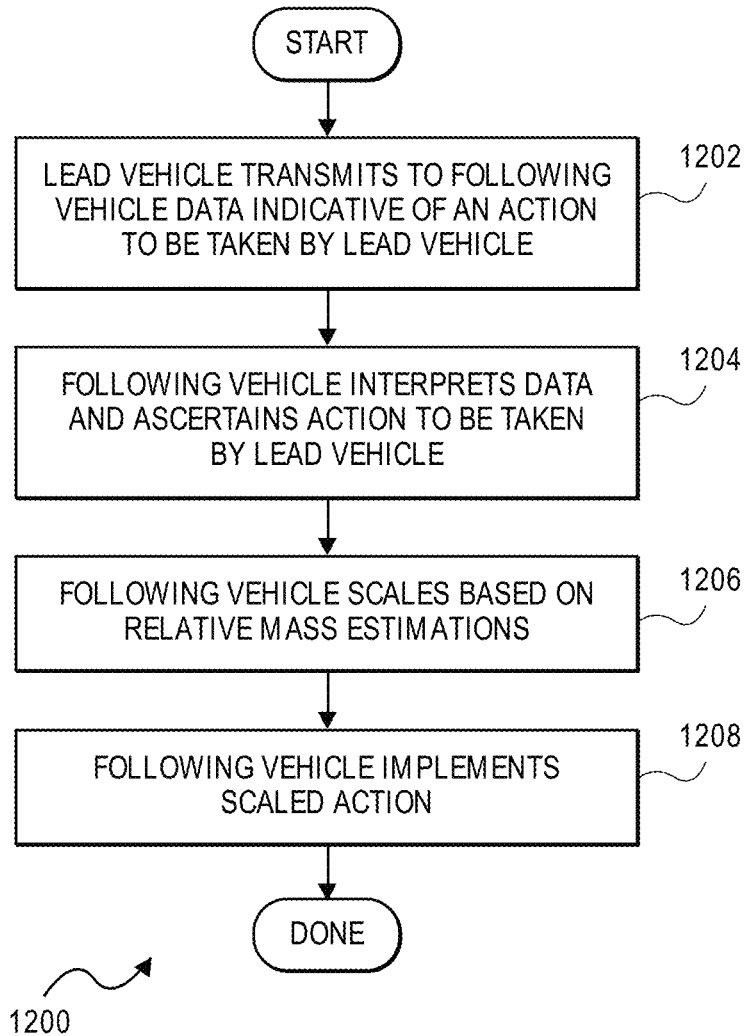 START
LEAD VEHICLE TRANSMITS TO FOLLOWING
VEHICLE DATA INDICATIVE OF AN ACTION
TO BE TAKEN BY LEAD VEHICLE
1202
FOLLOWING VEHICLE INTERPRETS DATA
AND ASCERTAINS ACTION TO BE TAKEN
BY LEAD VEHICLE
1204
FOLLOWING VEHICLE SCALES BASED ON
RELATIVE MASS ESTIMATIONS
1206
FOLLOWING VEHICLE IMPLEMENTS
SCALED ACTION
1208
DONE
1200